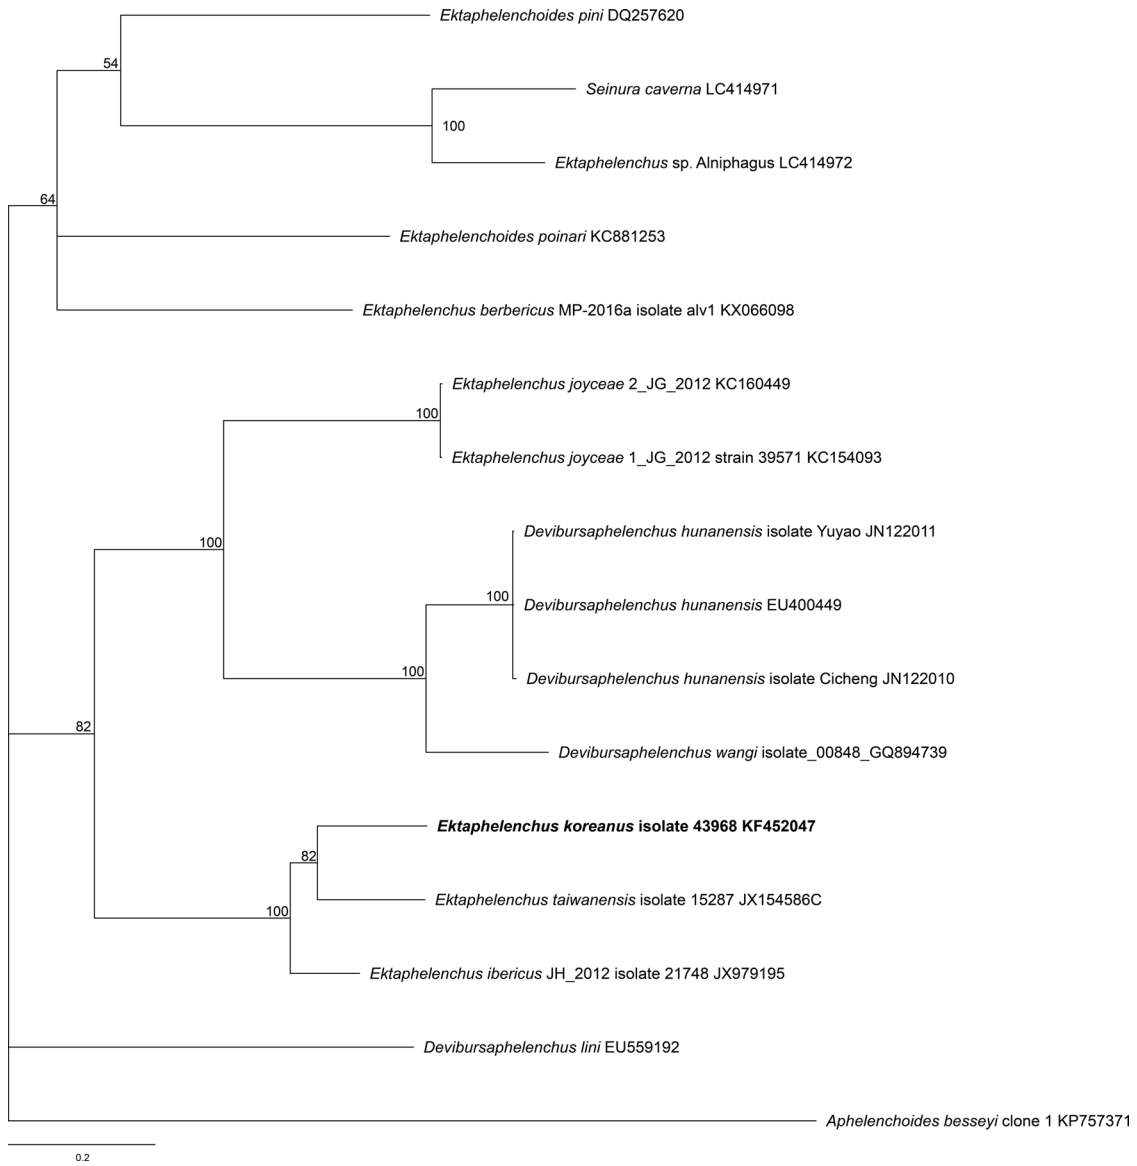 Ektaphelenchoides pini DQ257620
54
Seinura caverna LC414971
100
Ektaphelenchus sp. Alniphagus LC414972
64
Ektaphelenchoides poinari KC881253
Ektaphelenchus berbericus MP-2016a isolate alv1 KX066098
Ektaphelenchus joyceae 2_JG_2012 KC160449
100
Ektaphelenchus joyceae 1_JG_2012 strain 39571 KC154093
Devibursaphelenchus hunanensis isolate Yuyao JN122011
100
100
Devibursaphelenchus hunanensis EU400449
100
Devibursaphelenchus hunanensis isolate Cicheng JN122010
82
Devibursaphelenchus wangi isolate_00848_GQ894739
Ektaphelenchus koreanus isolate 43968 KF452047
82
Ektaphelenchus taiwanensis isolate 15287 JX154586C
100
Ektaphelenchus ibericus JH_2012 isolate 21748 JX979195
Devibursaphelenchus lini EU559192
Aphelenchoides besseyi clone 1 KP757371
0.2